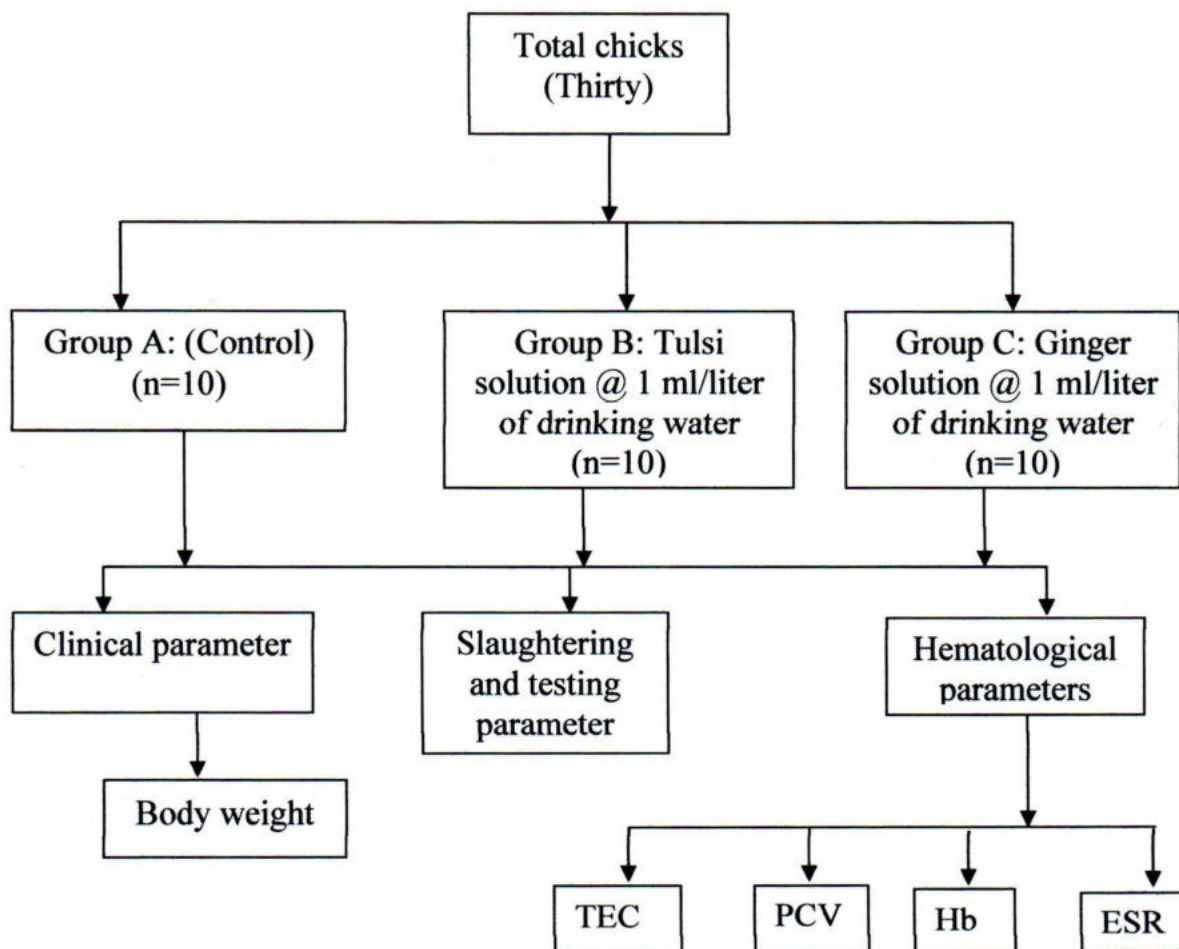 Total chicks
(Thirty)
Group A: (Control)
(n=10)
Group B: Tulsi
solution @ 1 ml/liter
of drinking water
(n=10)
Group C: Ginger
solution @ 1 ml/liter
of drinking water
(n=10)
Clinical parameter
Slaughtering
and testing
parameter
Hematological
parameters
Body weight
TEC
PCV
Hb
ESR